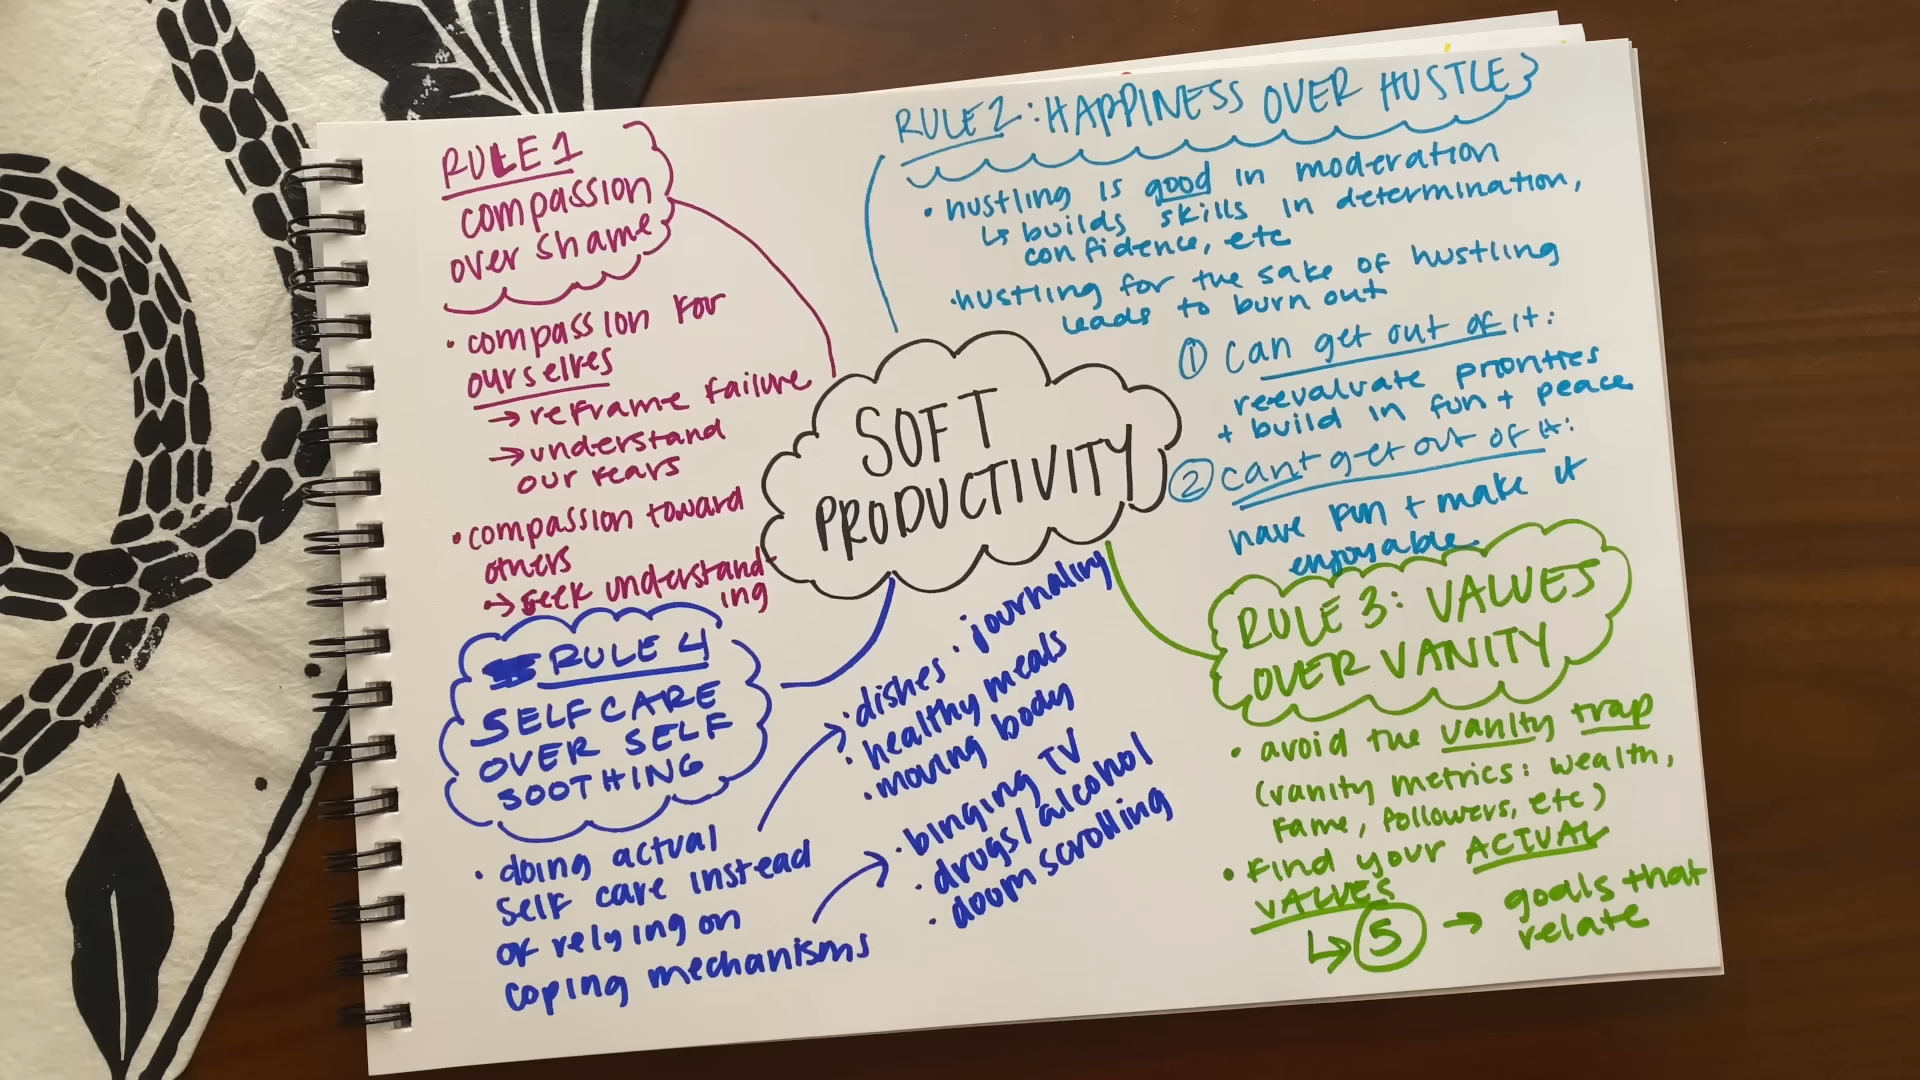 SOFT
PRODUCTIVITY
RULE 1
compassion
over shame
• compassion for
ourselves
→ reframe failure
→ understand
our fears
• compassion toward
others
→ seek understand-
ing
RULE 2: HAPPINESS OVER HUSTLE
• hustling is good in moderation
↳ builds skills in determination,
confidence, etc
• hustling for the sake of hustling
leads to burn out
① can get out of it:
reevaluate priorities
+ build in fun + peace
② can't get out of it:
have fun + make it
enjoyable
RULE 3: VALUES
OVER VANITY
• avoid the vanity trap
(vanity metrics: wealth,
fame, followers, etc)
• Find your ACTUAL
VALUES
↳ 5 → goals that
relate
RULE 4
SELF CARE
OVER SELF
SOOTHING
• doing actual
self care instead
of relying on
coping mechanisms
• dishes • journaling
• healthy meals
• moving body
• binging TV
• drugs/alcohol
• doom scrolling